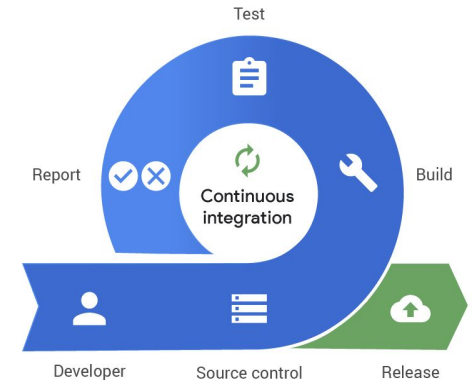 Test
Report
Continuous
integration
Build
Developer
Source control
Release